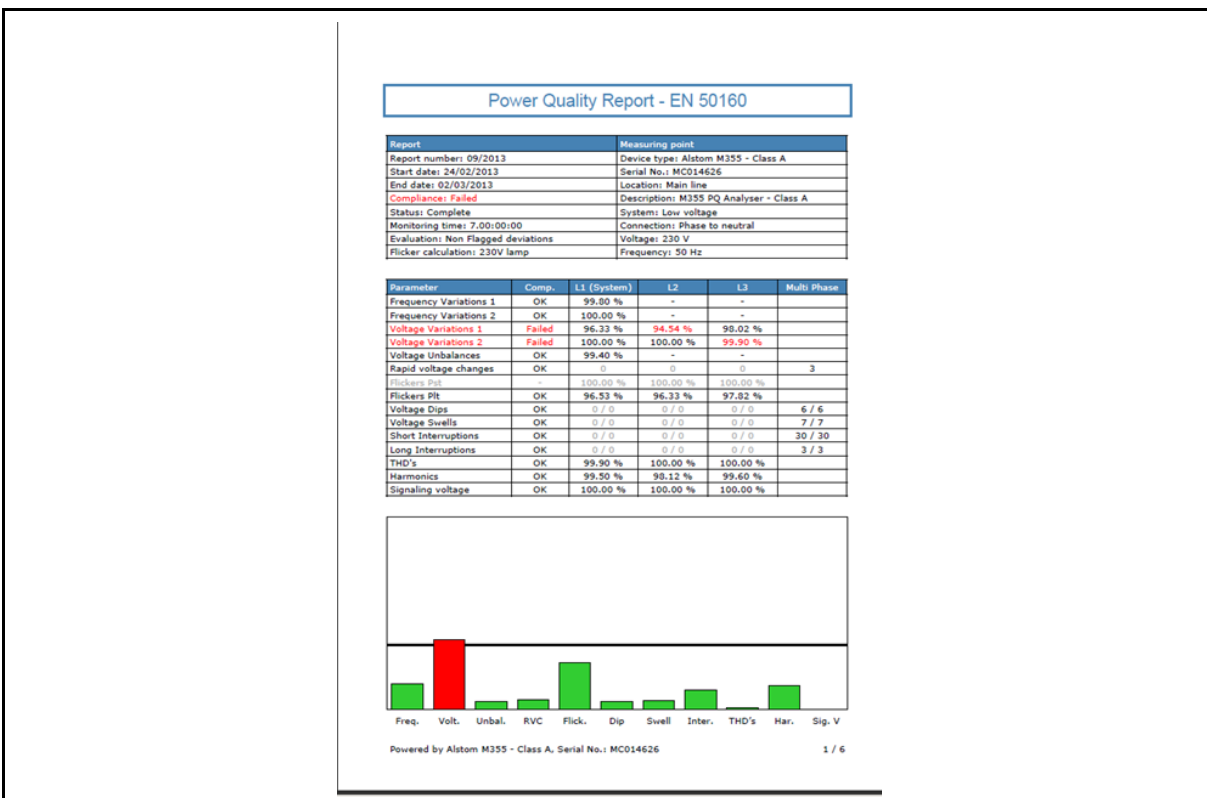 Power Quality Report - EN 50160
Report Measuring point
Report number: 09/2013 Device type: Alstom M355 - Class A
Start date: 24/02/2013 Serial No.: MC014626
End date: 02/03/2013 Location: Main line
Compliance: Failed Description: M355 PQ Analyser - Class A
Status: Complete System: Low voltage
Monitoring time: 7.00:00:00 Connection: Phase to neutral
Evaluation: Non Flagged deviations Voltage: 230 V
Flicker calculation: 230V lamp Frequency: 50 Hz
Parameter Comp. L1 (System) L2 L3 Multi Phase
Frequency Variations 1 OK 99.80 % - -
Frequency Variations 2 OK 100.00 % - -
Voltage Variations 1 Failed 96.33 % 94.54 % 98.02 %
Voltage Variations 2 Failed 100.00 % 100.00 % 99.90 %
Voltage Unbalances OK 99.40 % - -
Rapid voltage changes OK 0 0 0 3
Flickers Pst - 100.00 % 100.00 % 100.00 %
Flickers Plt OK 96.53 % 96.33 % 97.82 %
Voltage Dips OK 0 / 0 0 / 0 0 / 0 6 / 6
Voltage Swells OK 0 / 0 0 / 0 0 / 0 7 / 7
Short Interruptions OK 0 / 0 0 / 0 0 / 0 30 / 30
Long Interruptions OK 0 / 0 0 / 0 0 / 0 3 / 3
THD's OK 99.90 % 100.00 % 100.00 %
Harmonics OK 99.50 % 98.12 % 99.60 %
Signaling voltage OK 100.00 % 100.00 % 100.00 %
Freq. Volt. Unbal. RVC Flick. Dip Swell Inter. THD's Har. Sig. V
Powered by Alstom M355 - Class A, Serial No.: MC014626 1 / 6